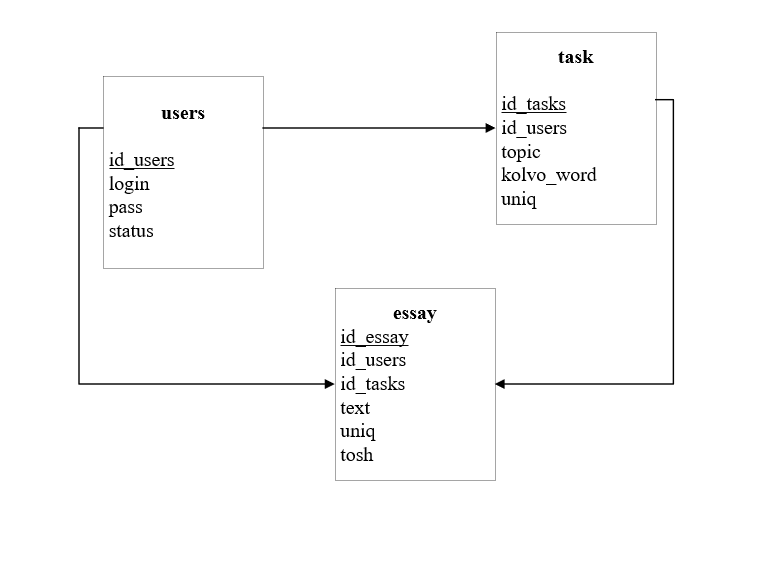 users
id_users
login
pass
status
task
id_tasks
id_users
topic
kolvo_word
uniq
essay
id_essay
id_users
id_tasks
text
uniq
tosh